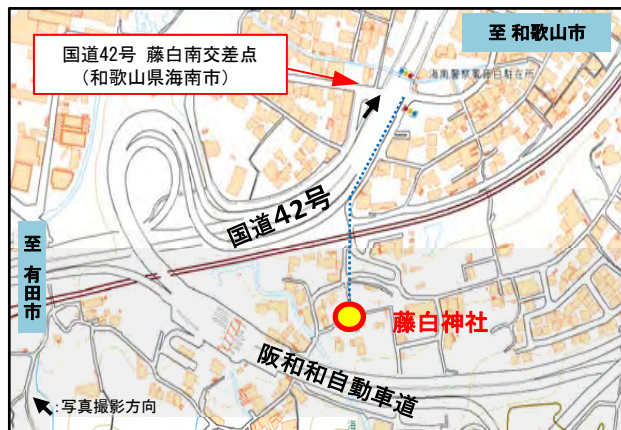 至 和歌山市
国道42号 藤白南交差点
（和歌山県海南市）
海南警察署藤白駐在所
国道42号
至 有田市
藤白神社
阪和和自動車道
:写真撮影方向